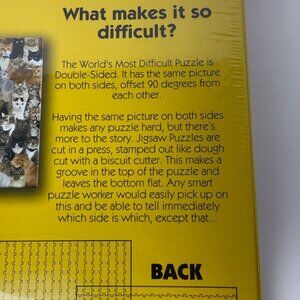 What makes it so
difficult?
The World's Most Difficult Puzzle is
Double-Sided. It has the same picture
on both sides, offset 90 degrees from
each other.
Having the same picture on both sides
makes any puzzle hard, but there's
more to the story. Jigsaw Puzzles are
cut in a press, stamped out like dough
cut with a biscuit cutter. This makes a
groove in the top of the puzzle and
leaves the bottom flat. Any smart
puzzle worker would easily pick up on
this and be able to tell immediately
which side is which, except that...
BACK